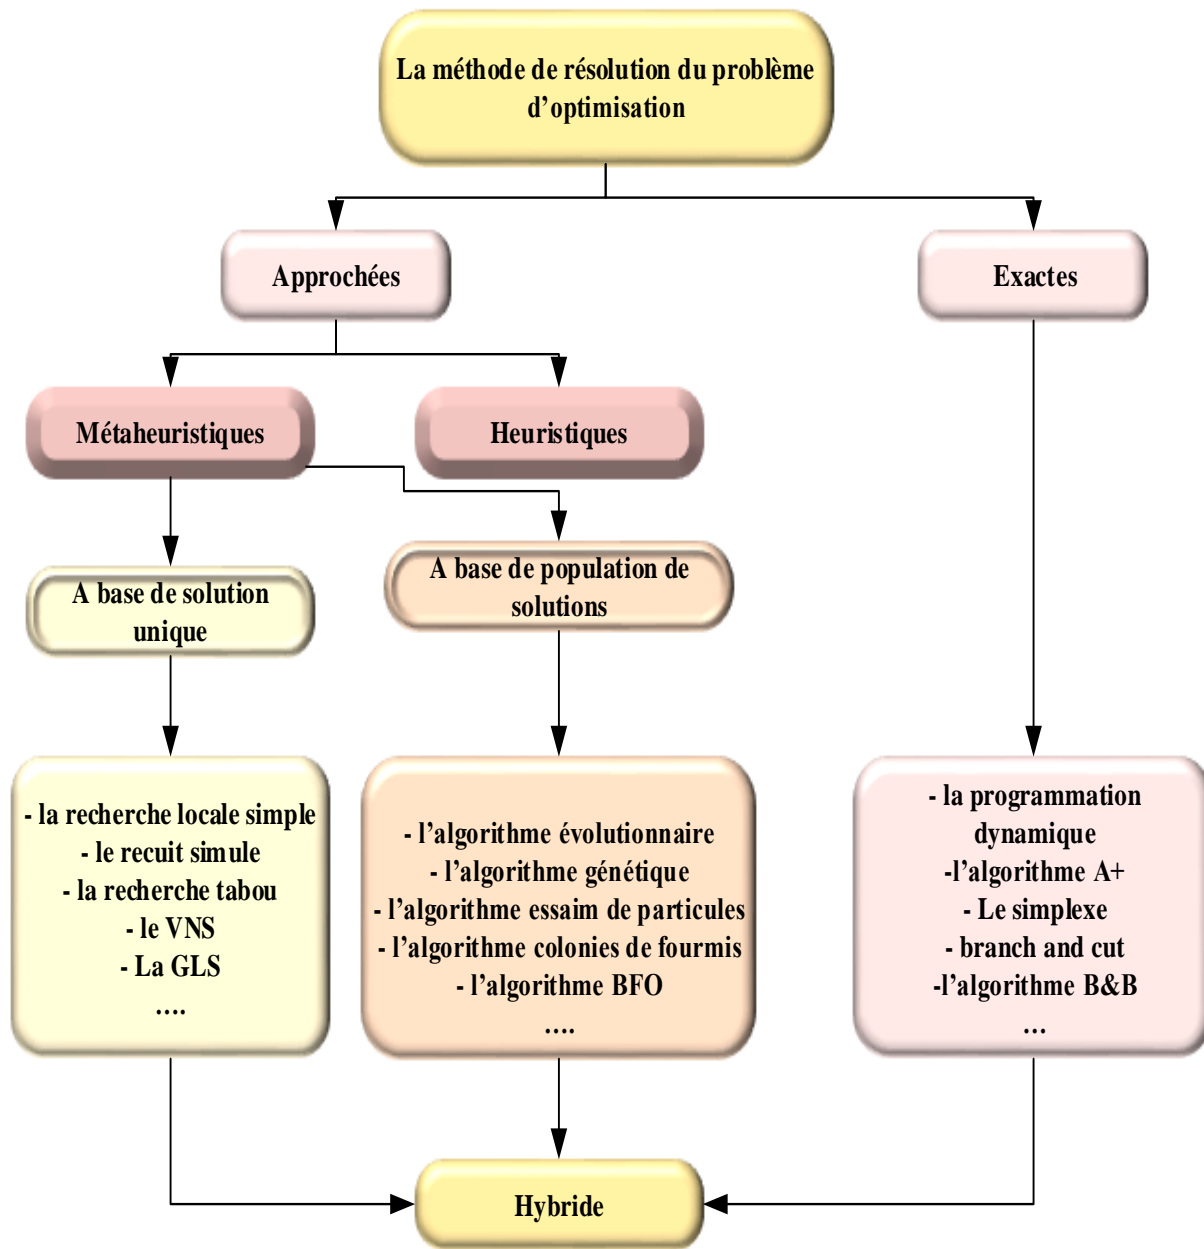 La méthode de résolution du problème
d'optimisation
Approchées
Exactes
Métaheuristiques
Heuristiques
A base de solution
unique
A base de population de
solutions
- la recherche locale simple
- le recuit simule
- la recherche tabou
- le VNS
- La GLS
....
- l'algorithme évolutionnaire
- l'algorithme génétique
- l'algorithme essaim de particules
- l'algorithme colonies de fourmis
- l'algorithme BFO
....
- la programmation
dynamique
-l'algorithme A+
- Le simplexe
- branch and cut
-l'algorithme B&B
...
Hybride